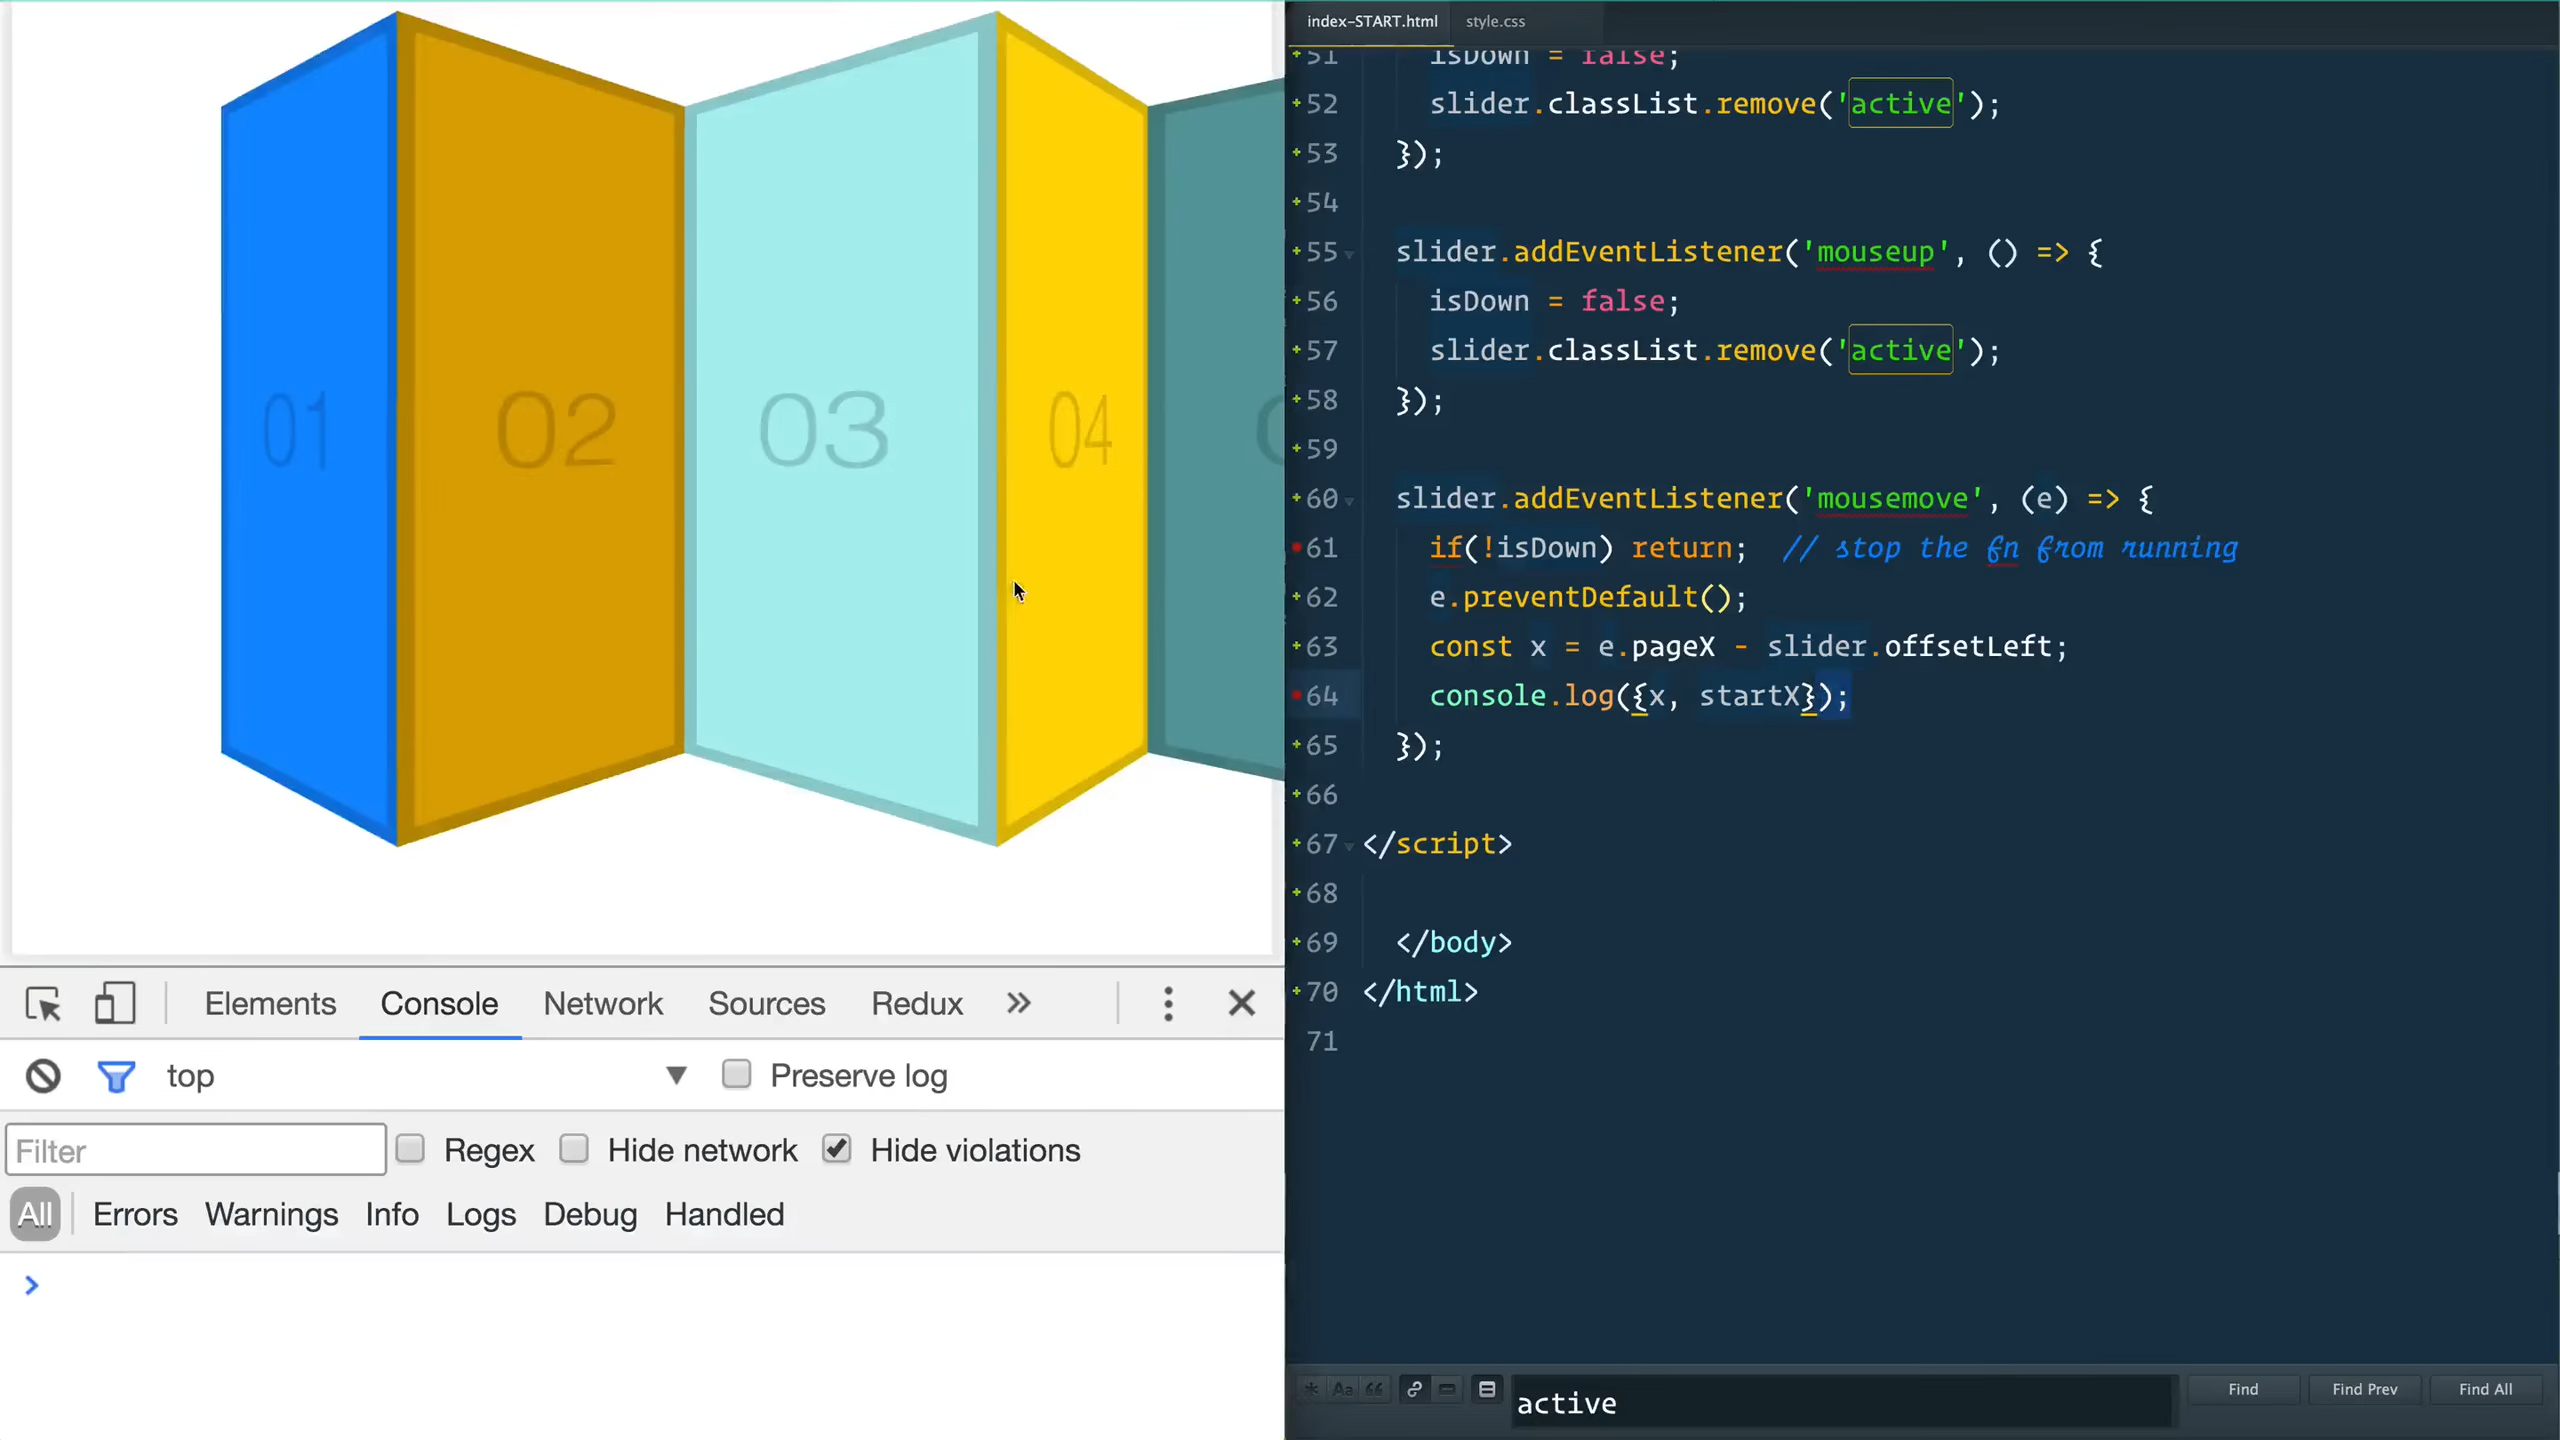 01
02
03
04
Elements Console Network Sources Redux »
top ▼ Preserve log
Filter Regex Hide network Hide violations
All Errors Warnings Info Logs Debug Handled
>
index-START.html style.css
51 isDown = false;
52 slider.classList.remove('active');
53 });
54
55 slider.addEventListener('mouseup', () => {
56 isDown = false;
57 slider.classList.remove('active');
58 });
59
60 slider.addEventListener('mousemove', (e) => {
61 if(!isDown) return; // stop the fn from running
62 e.preventDefault();
63 const x = e.pageX - slider.offsetLeft;
64 console.log({x, startX});
65 });
66
67 </script>
68
69 </body>
70 </html>
71
Aa active Find Find Prev Find All